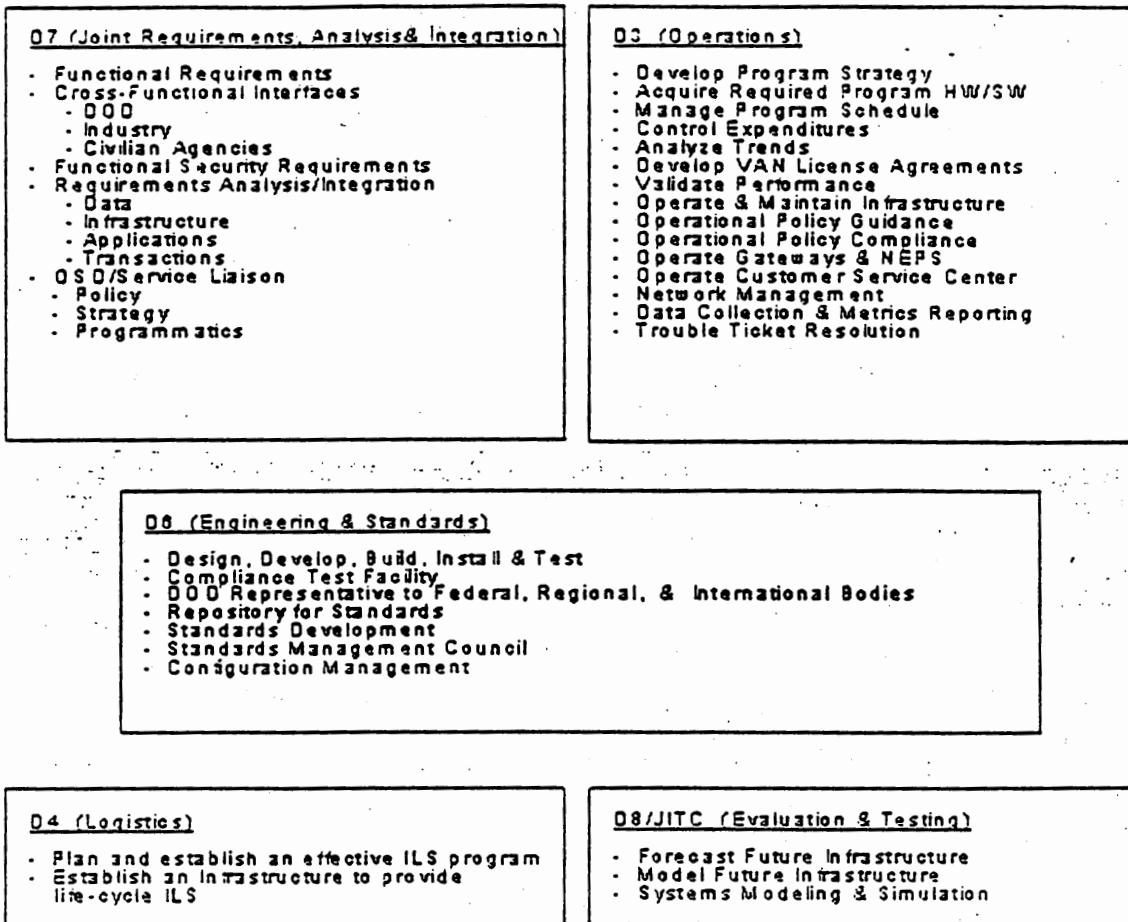 D7 (Joint Requirements, Analysis& Integration)
- Functional Requirements
- Cross-Functional Interfaces
- DOD
- Industry
- Civilian Agencies
- Functional Security Requirements
- Requirements Analysis/Integration
- Data
- Infrastructure
- Applications
- Transactions
- OSD/Service Liaison
- Policy
- Strategy
- Programmatics
D3 (Operations)
- Develop Program Strategy
- Acquire Required Program HW/SW
- Manage Program Schedule
- Control Expenditures
- Analyze Trends
- Develop VAN License Agreements
- Validate Performance
- Operate & Maintain Infrastructure
- Operational Policy Guidance
- Operational Policy Compliance
- Operate Gateways & NEPS
- Operate Customer Service Center
- Network Management
- Data Collection & Metrics Reporting
- Trouble Ticket Resolution
D6 (Engineering & Standards)
- Design, Develop, Build, Install & Test
- Compliance Test Facility
- DOD Representative to Federal, Regional, & International Bodies
- Repository for Standards
- Standards Development
- Standards Management Council
- Configuration Management
D4 (Logistics)
- Plan and establish an effective ILS program
- Establish an Infrastructure to provide
life-cycle ILS
D8/JITC (Evaluation & Testing)
- Forecast Future Infrastructure
- Model Future Infrastructure
- Systems Modeling & Simulation